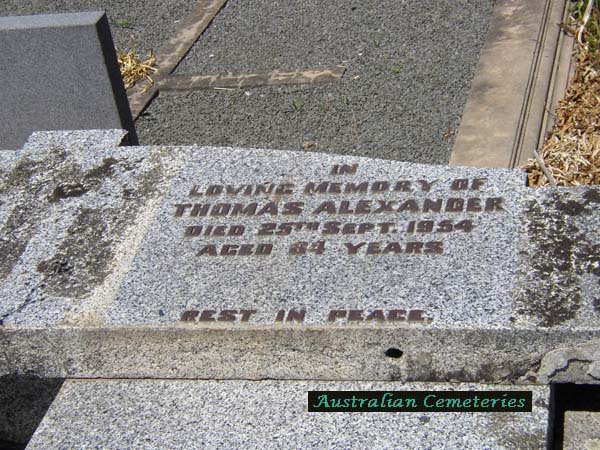 IN
LOVING MEMORY OF
THOMAS ALEXANDER
DIED 25TH SEPT. 1954
AGED 84 YEARS
REST IN PEACE.
Australian Cemeteries